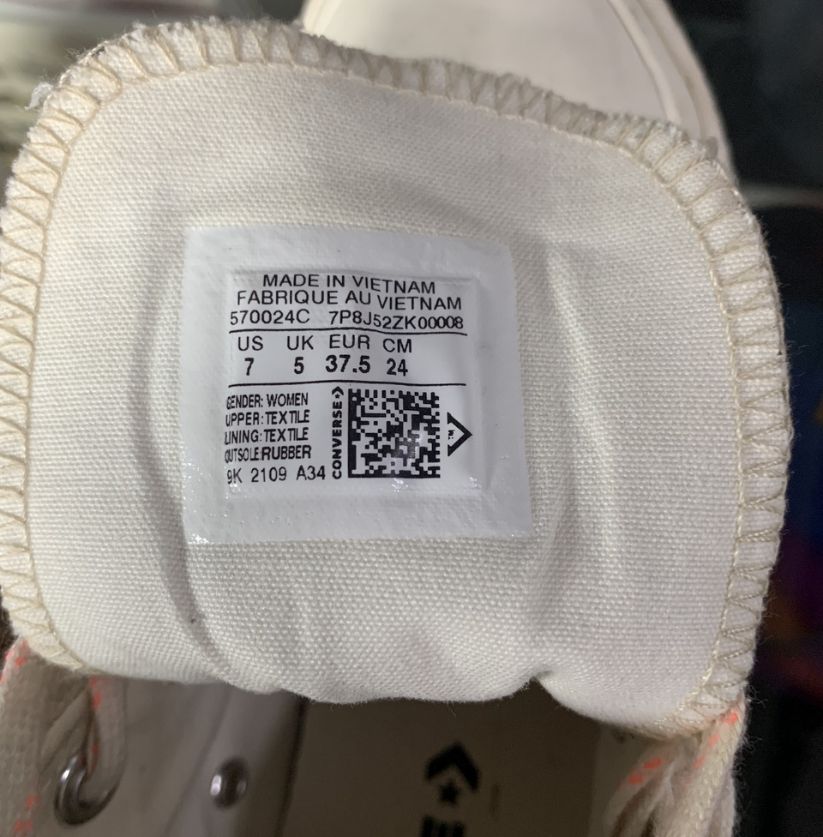 MADE IN VIETNAM
FABRIQUE AU VIETNAM
570024C 7P8J52ZK00008
US UK EUR CM
7 5 37.5 24
GENDER: WOMEN
UPPER: TEXTILE
LINING: TEXTILE
OUTSOLE RUBBER
9K 2109 A34
CONVERSE
TM